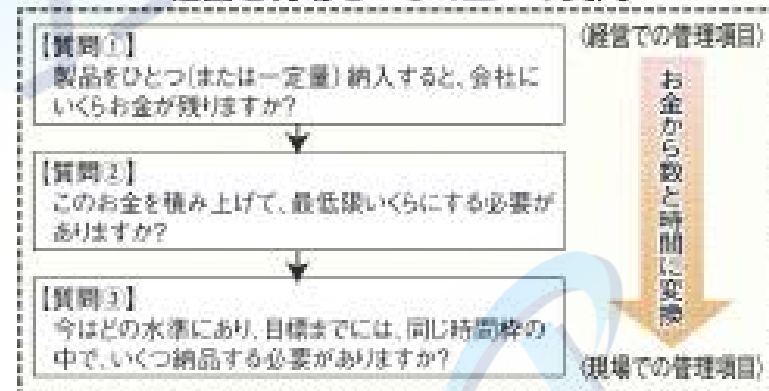 【質問①】
製品をひとつ(または一定量)納入すると、会社に
いくらお金が残りますか?
【質問②】
このお金を積み上げて、最低限いくらにする必要が
ありますか?
【質問③】
今はどの水準にあり、目標までには、同じ時間枠の
中で、いくつ納品する必要がありますか?
(経営での管理項目)
お金から数と時間に変換
(現場での管理項目)